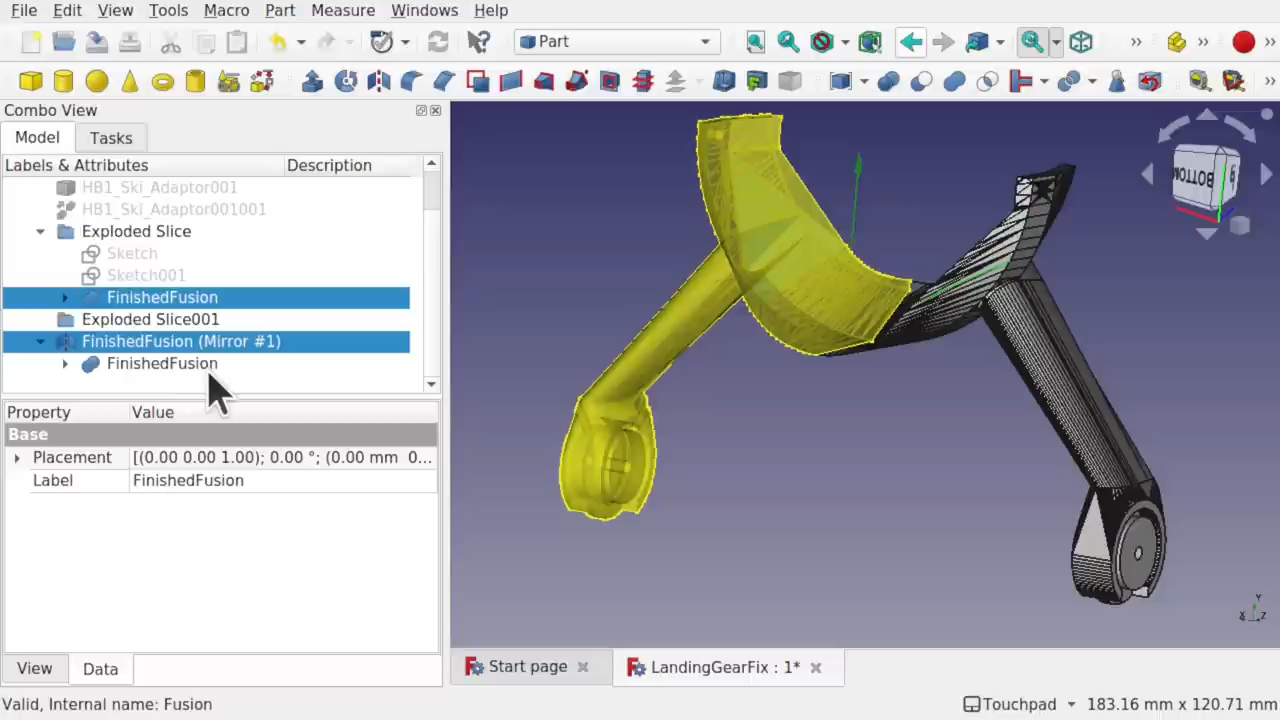 File Edit View Tools Macro Part Measure Windows Help
Part
Combo View
Model Tasks
Labels & Attributes Description
HB1_Ski_Adaptor001
HB1_Ski_Adaptor001001
Exploded Slice
Sketch
Sketch001
FinishedFusion
Exploded Slice001
FinishedFusion (Mirror #1)
FinishedFusion
Property Value
Base
Placement [(0.00 0.00 1.00); 0.00 °; (0.00 mm 0...
Label FinishedFusion
View Data
BOTTOM
Y
X Z
Start page LandingGearFix : 1*
Valid, Internal name: Fusion Touchpad 183.16 mm x 120.71 mm